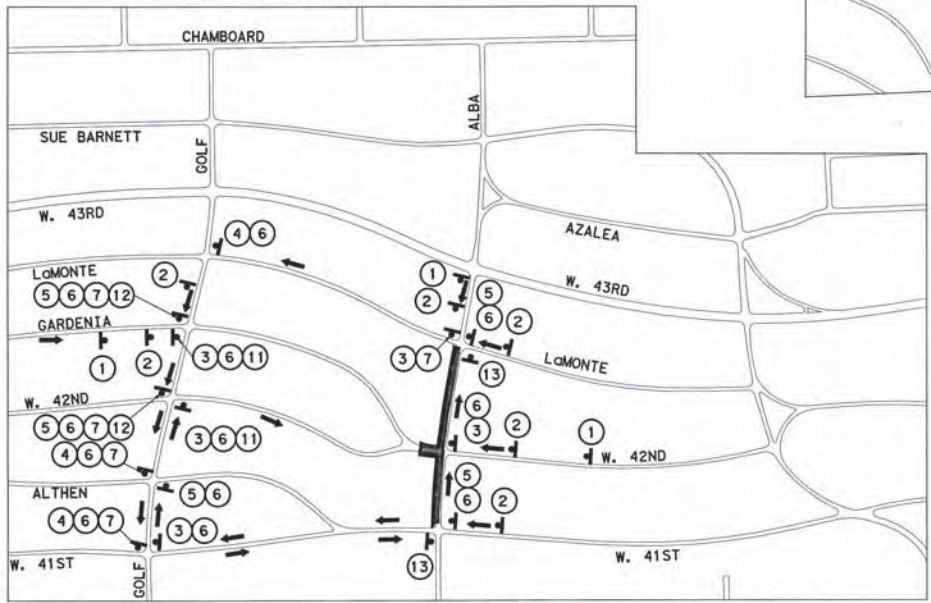 CHAMBOARD
ALBA
SUE BARNETT
GOLF
W. 43RD
4 6
AZALEA
LaMONTE
2
1
5
W. 43RD
5 6 7 12
2
6 2
GARDENIA
LaMONTE
1
2
3 6 11
3 7
13
6
W. 42ND
3
2
1
5 6 7 12
3 6 11
W. 42ND
4 6 7
5
ALTHEN
5 6
6
2
4 6 7
3 6
W. 41ST
13
W. 41ST
GOLF